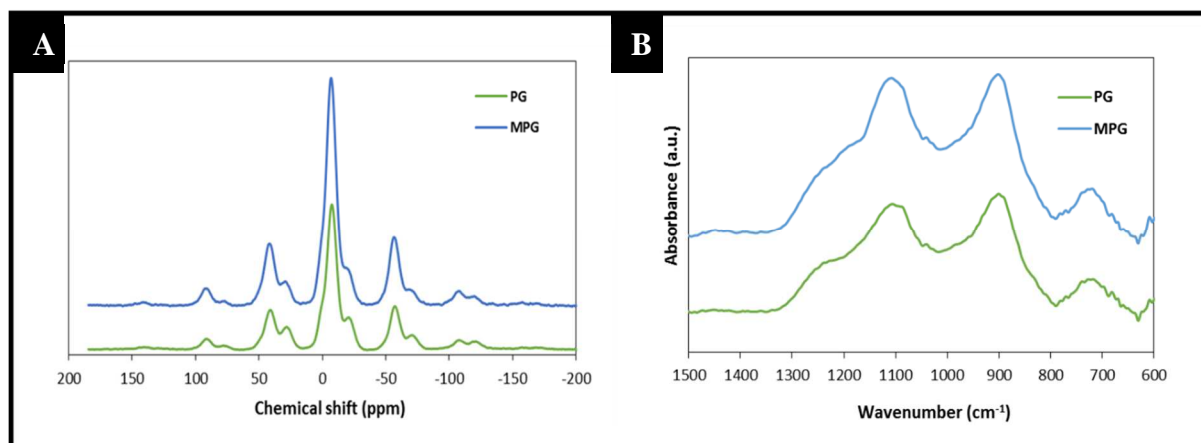 A
PG
MPG
200 150 100 50 0 -50 -100 -150 -200
Chemical shift (ppm)
B
PG
MPG
Absorbance (a.u.)
1500 1400 1300 1200 1100 1000 900 800 700 600
Wavenumber (cm⁻¹)